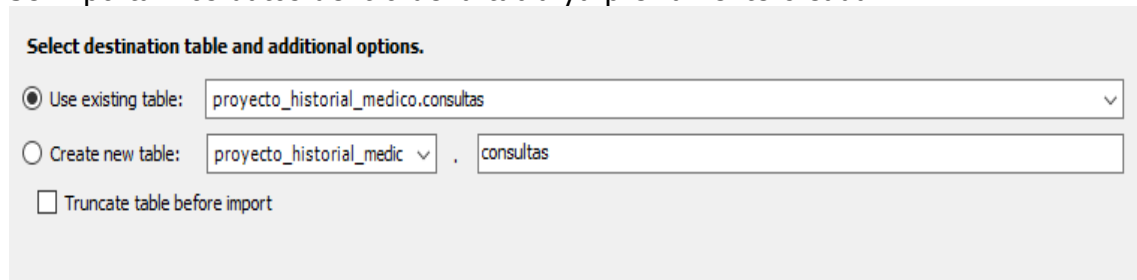 Select destination table and additional options.
Use existing table: proyecto_historial_medico.consultas
Create new table: proyecto_historial_medic . consultas
Truncate table before import